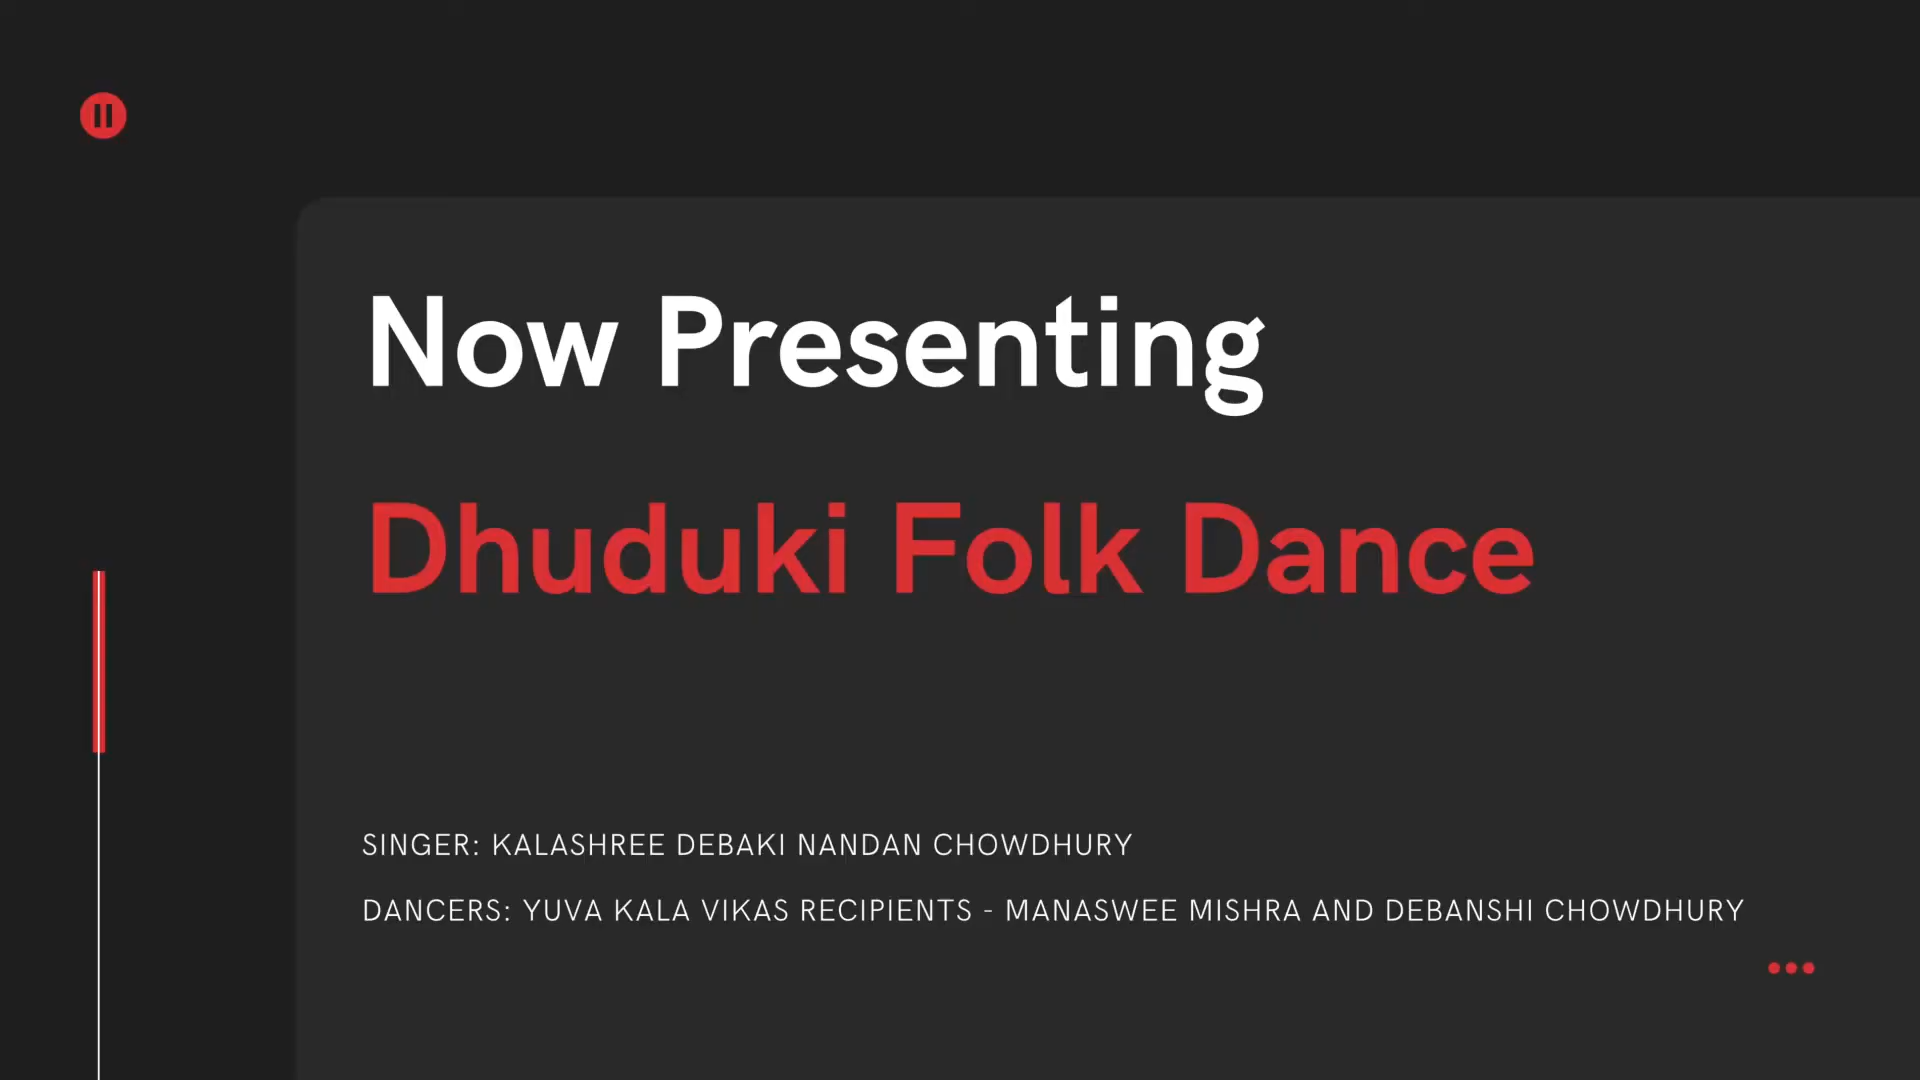 Now Presenting
Dhuduki Folk Dance
SINGER: KALASHREE DEBAKI NANDAN CHOWDHURY
DANCERS: YUVA KALA VIKAS RECIPIENTS - MANASWEE MISHRA AND DEBANSHI CHOWDHURY